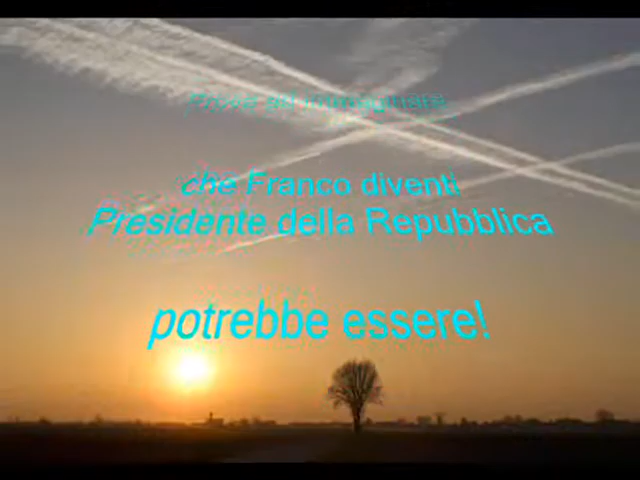 Prova ad immaginare
che Franco diventi
Presidente della Repubblica
potrebbe essere!